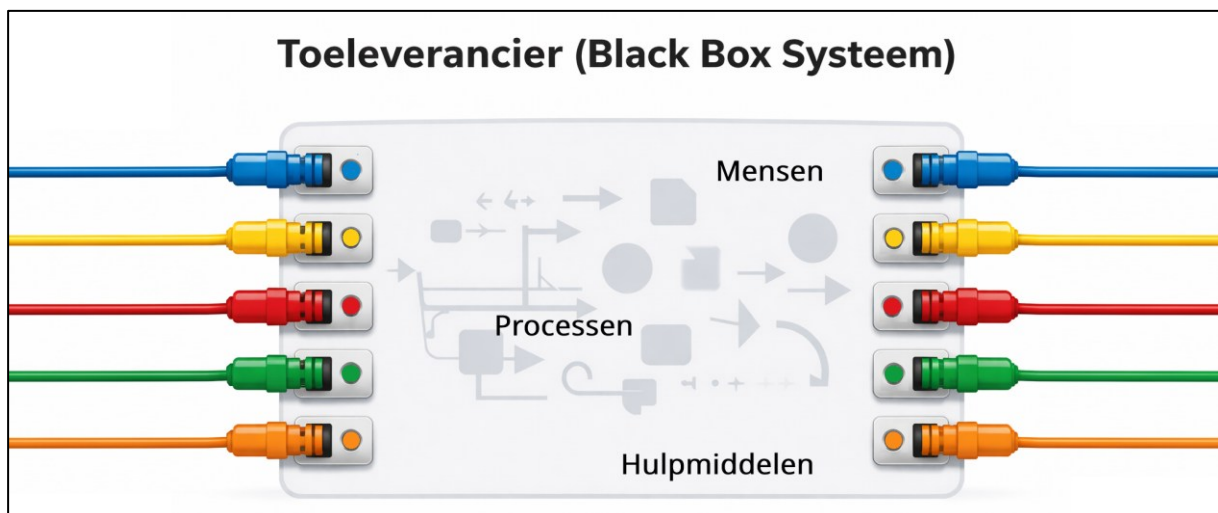 Toeleverancier (Black Box Systeem)
Mensen
Processen
Hulpmiddelen